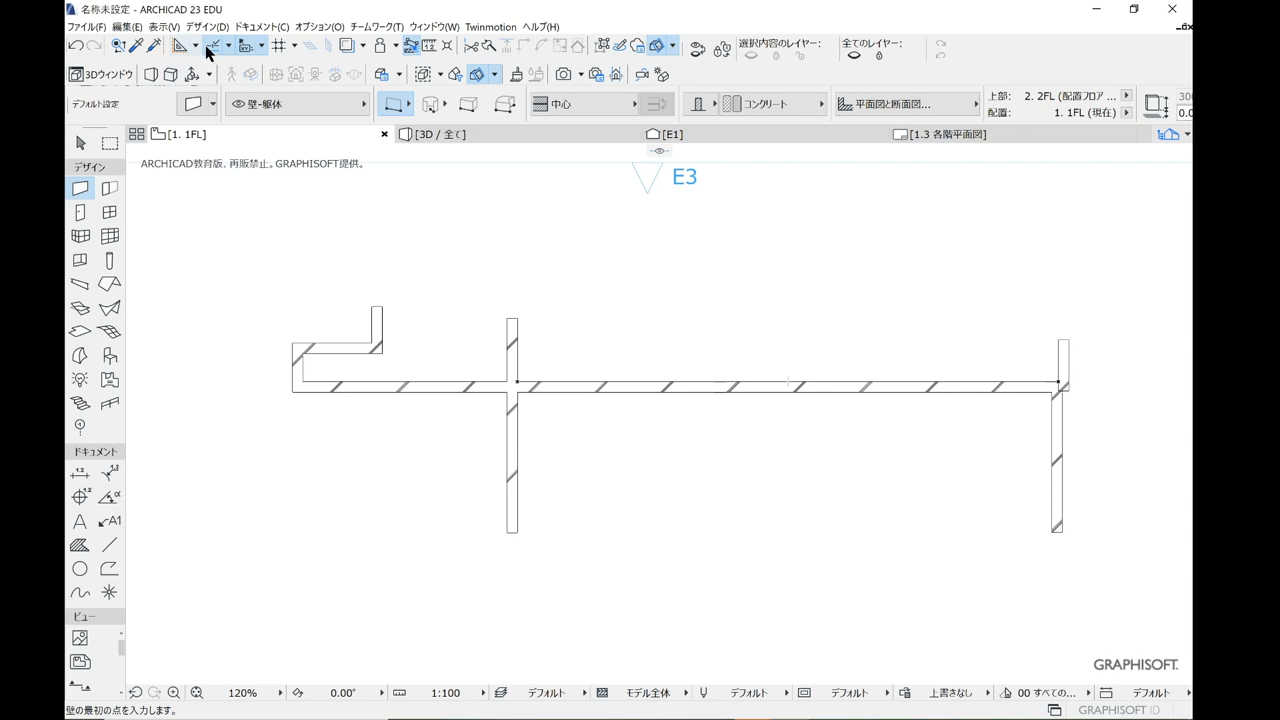 名称未設定 - ARCHICAD 23 EDU
ファイル(F) 編集(E) 表示(V) デザイン(D) ドキュメント(C) オプション(O) チームワーク(T) ウィンドウ(W) Twinmotion ヘルプ(H)
選択内容のレイヤー: 全てのレイヤー:
3Dウィンドウ
デフォルト設定 壁-躯体 中心 コンクリート 平面図と断面図... 上部: 2. 2FL (配置フロア ...
配置: 1. 1FL (現在) 0.0
[1. 1FL] [3D / 全て] [E1] [1.3 各階平面図]
ARCHICAD教育版、再販禁止。GRAPHISOFT提供。
E3
デザイン
ドキュメント
ビュー
GRAPHISOFT.
120% 0.00° 1:100 デフォルト モデル全体 デフォルト デフォルト 上書きなし 00 すべての... デフォルト
壁の最初の点を入力します。 GRAPHISOFT ID